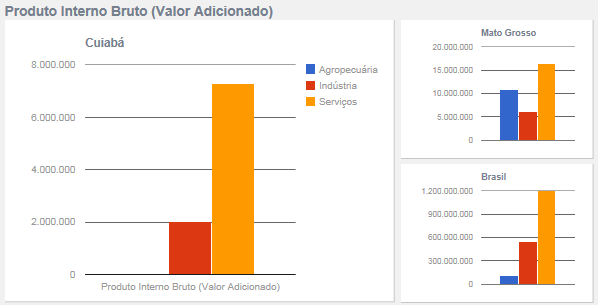 Produto Interno Bruto (Valor Adicionado)
Cuiabá
8.000.000
6.000.000
4.000.000
2.000.000
0
Produto Interno Bruto (Valor Adicionado)
Agropecuária
Indústria
Serviços
Mato Grosso
20.000.000
15.000.000
10.000.000
5.000.000
0
Brasil
1.200.000.000
900.000.000
600.000.000
300.000.000
0